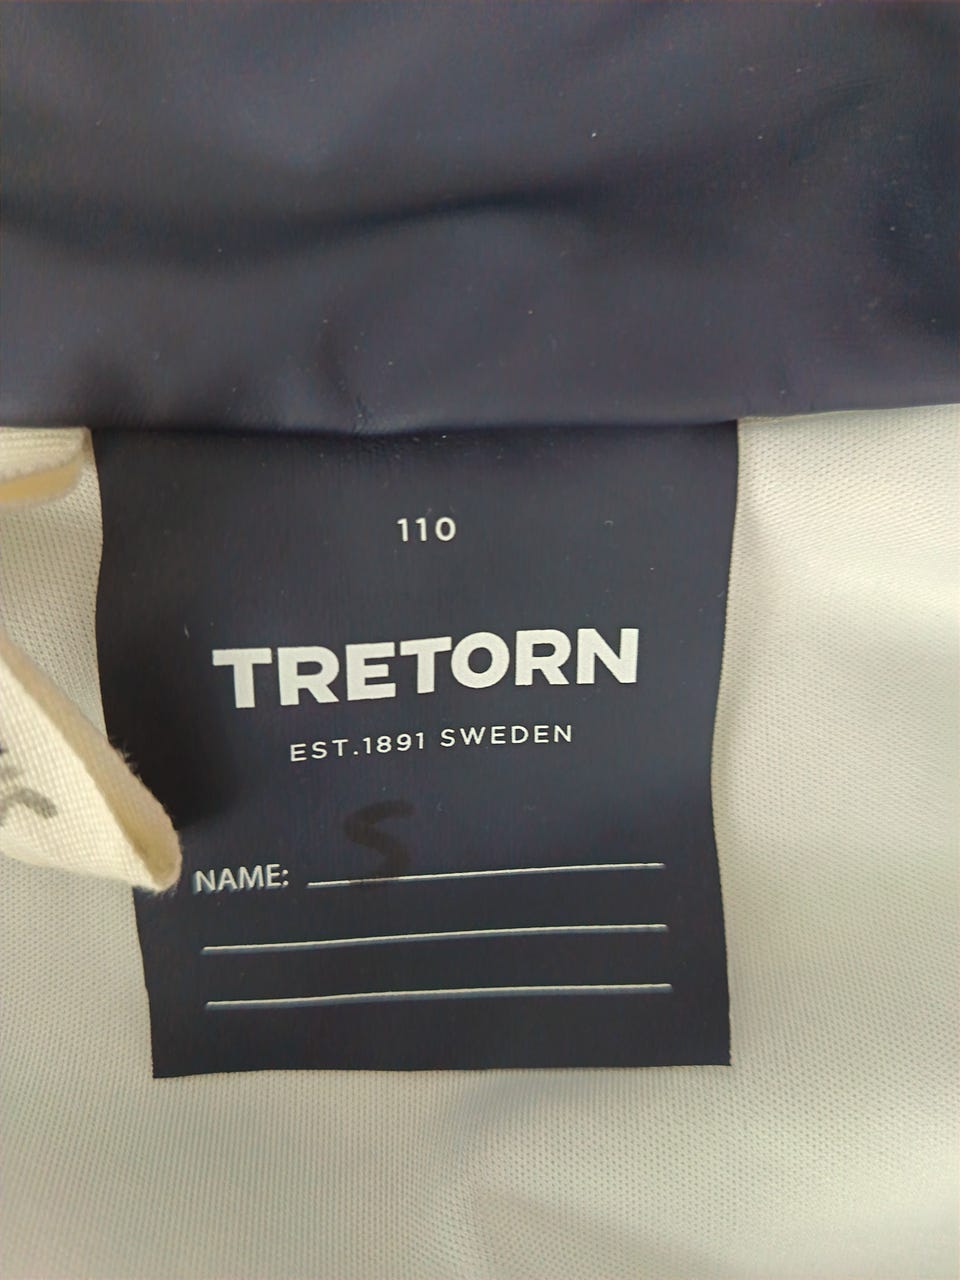 110
TRETORN
EST.1891 SWEDEN
S
NAME: